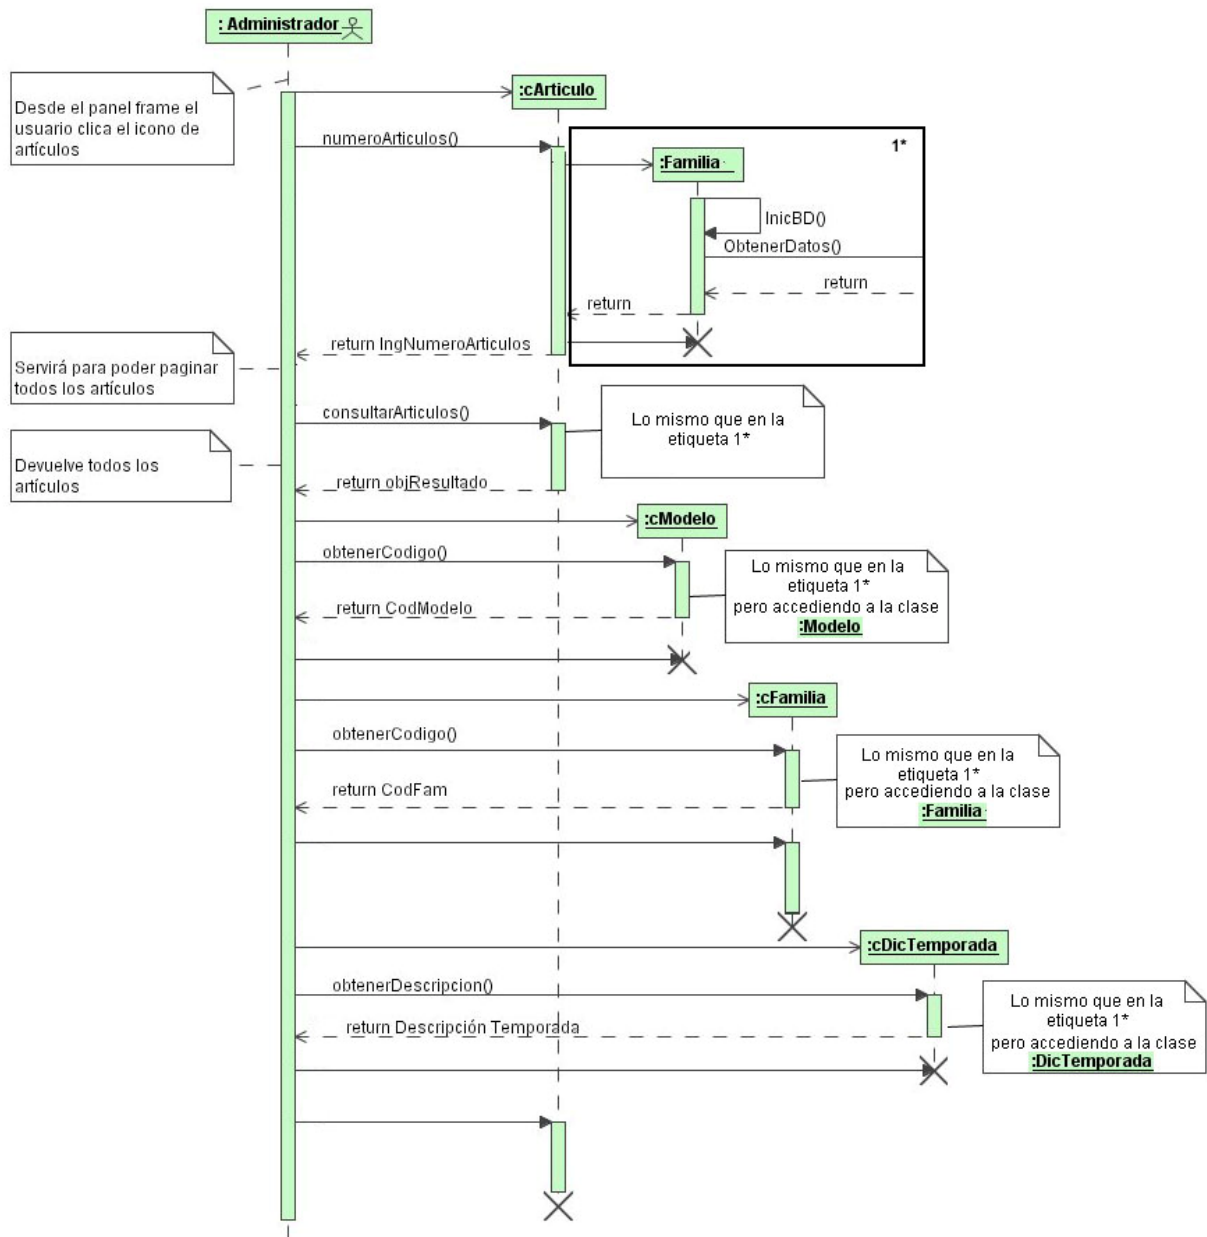 : Administrador
Desde el panel frame el
usuario clica el icono de
artículos
:cArticulo
numeroArticulos()
1*
:Familia
InicBD()
ObtenerDatos()
return
return
return IngNumeroArticulos
Servirá para poder paginar
todos los artículos
consultarArticulos()
Lo mismo que en la
etiqueta 1*
Devuelve todos los
artículos
return objResultado
:cModelo
obtenerCodigo()
Lo mismo que en la
etiqueta 1*
pero accediendo a la clase
:Modelo
return CodModelo
:cFamilia
obtenerCodigo()
Lo mismo que en la
etiqueta 1*
pero accediendo a la clase
:Familia
return CodFam
:cDicTemporada
obtenerDescripcion()
Lo mismo que en la
etiqueta 1*
pero accediendo a la clase
:DicTemporada
return Descripción Temporada